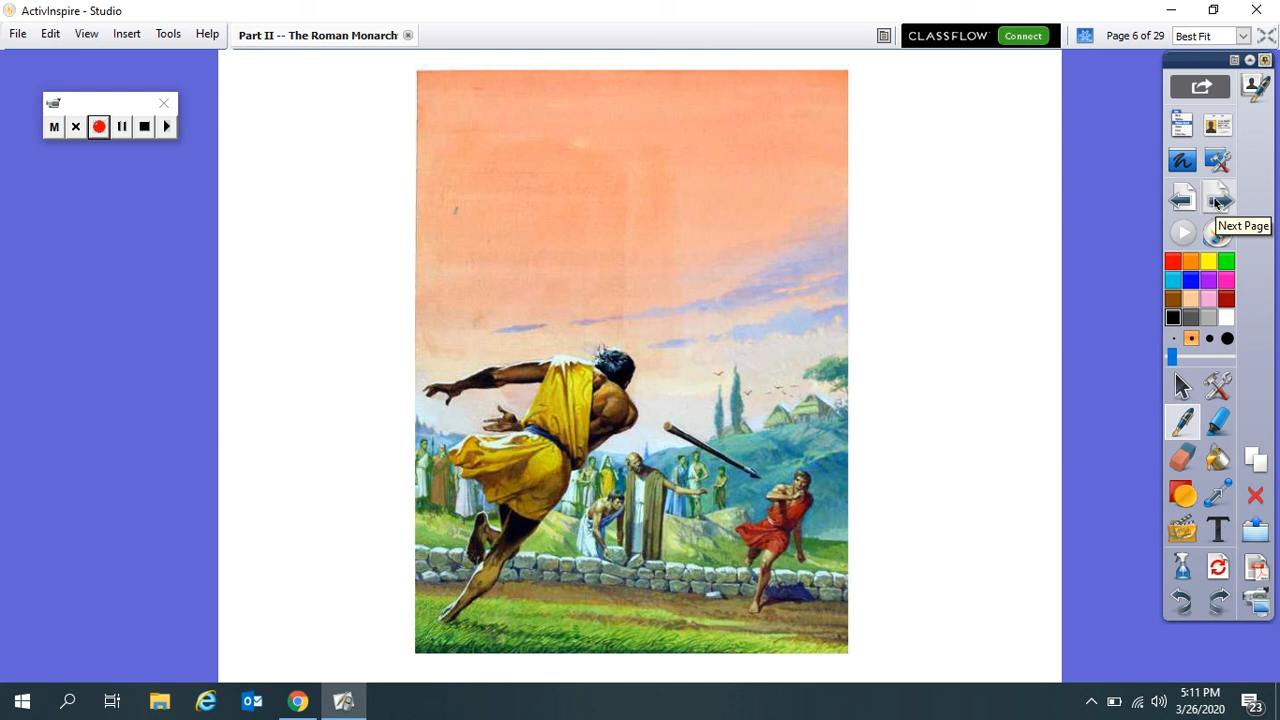 ActivInspire - Studio
File Edit View Insert Tools Help
Part II -- The Roman Monarch
CLASSFLOW Connect
Page 6 of 29
Best Fit
M
Next Page
T
5:11 PM
3/26/2020
23